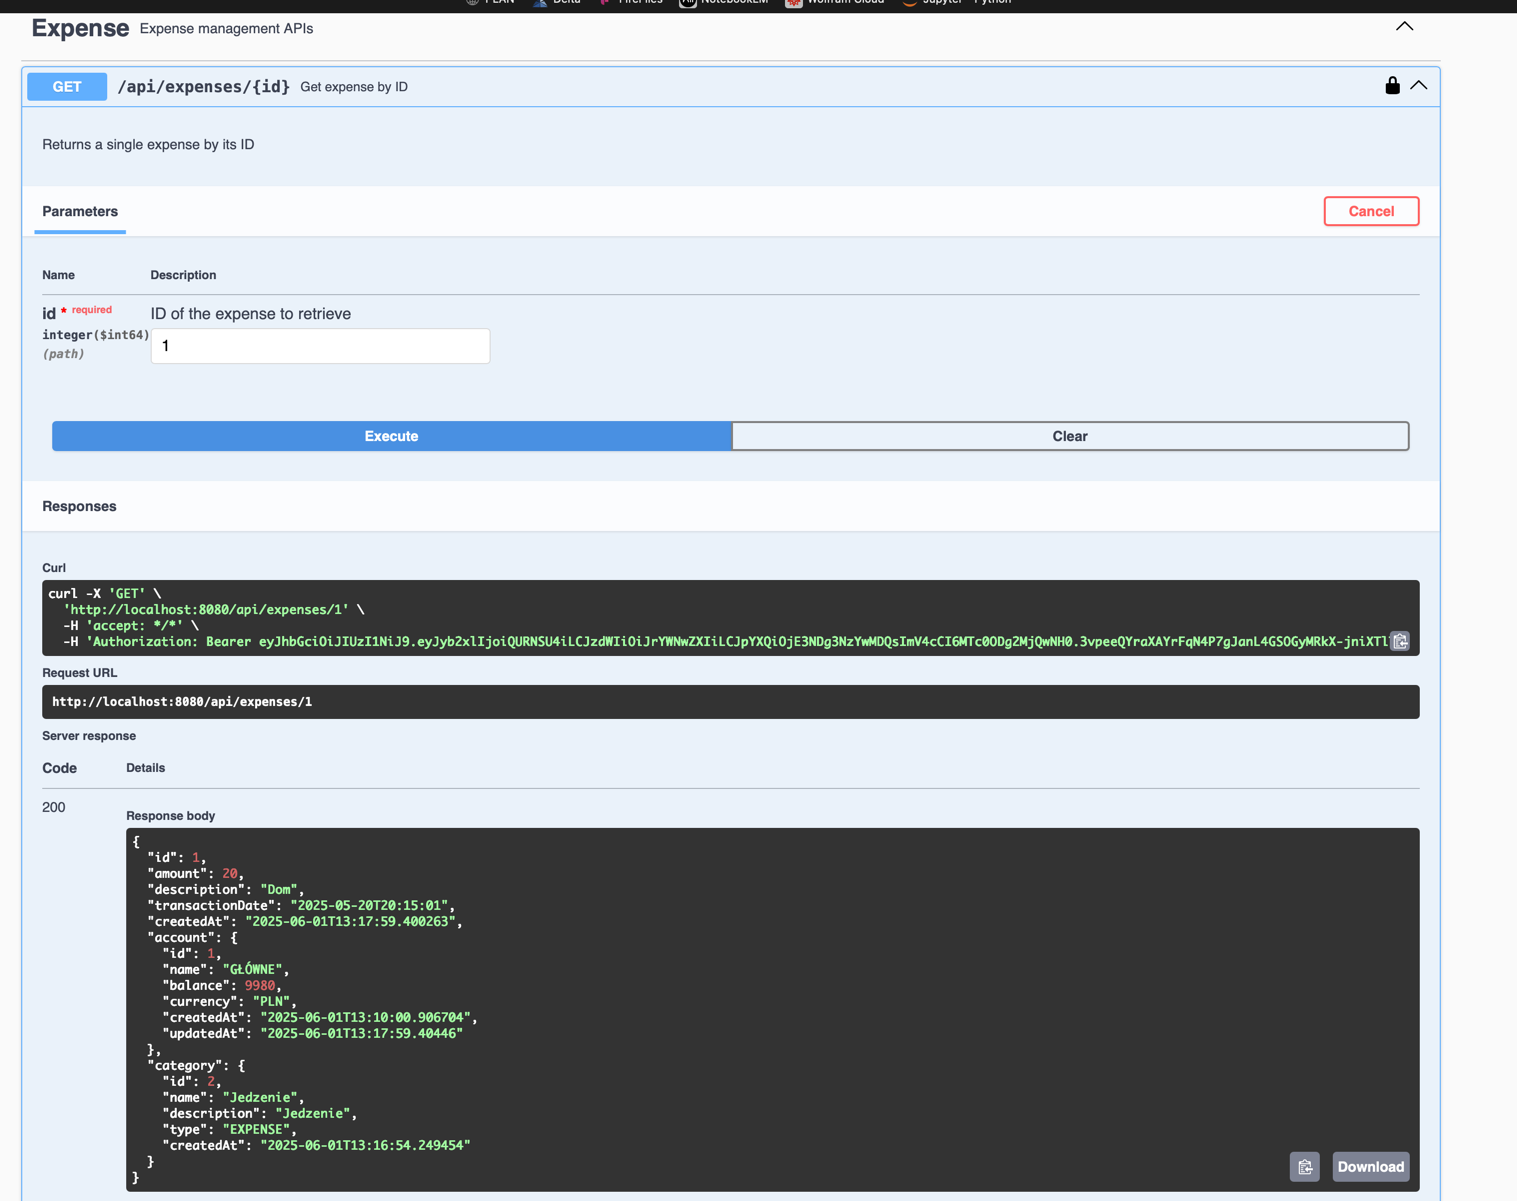 Expense Expense management APIs
GET /api/expenses/{id} Get expense by ID
Returns a single expense by its ID
Parameters
Cancel
Name Description
id * required ID of the expense to retrieve
integer($int64)
(path)
1
Execute Clear
Responses
Curl
curl -X 'GET' \
'http://localhost:8080/api/expenses/1' \
-H 'accept: */*' \
-H 'Authorization: Bearer
Request URL
http://localhost:8080/api/expenses/1
Server response
Code Details
200
Response body
{
"id": 1,
"amount": 20,
"description": "Dom",
"transactionDate": "2025-05-20T20:15:01",
"createdAt": "2025-06-01T13:17:59.400263",
"account": {
"id": 1,
"name": "GŁÓWNE",
"balance": 9980,
"currency": "PLN",
"createdAt": "2025-06-01T13:10:00.906704",
"updatedAt": "2025-06-01T13:17:59.40446"
},
"category": {
"id": 2,
"name": "Jedzenie",
"description": "Jedzenie",
"type": "EXPENSE",
"createdAt": "2025-06-01T13:16:54.249454"
}
}
Download